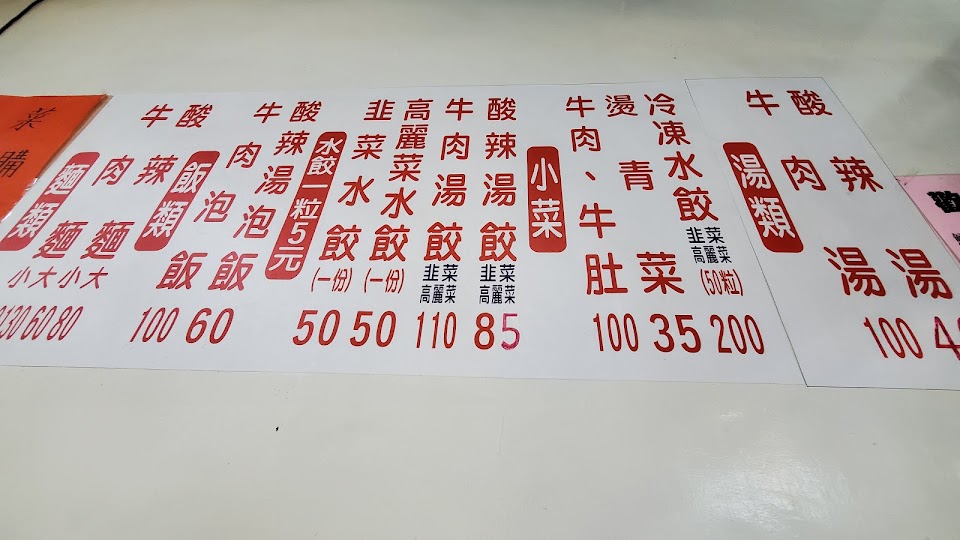 菜
購
麵類
牛肉麵
小大
130
酸辣麵
小大
60 80
飯類
牛肉泡飯
100
酸辣湯泡飯
60
水餃一粒5元
韭菜水餃
(一份)
50
高麗菜水餃
(一份)
50
牛肉湯餃
韭菜
高麗菜
110
酸辣湯餃
韭菜
高麗菜
85
小菜
牛肉、牛肚
100
燙青菜
35
冷凍水餃
韭菜
高麗菜
(50粒)
200
湯類
牛肉湯
100
酸辣湯